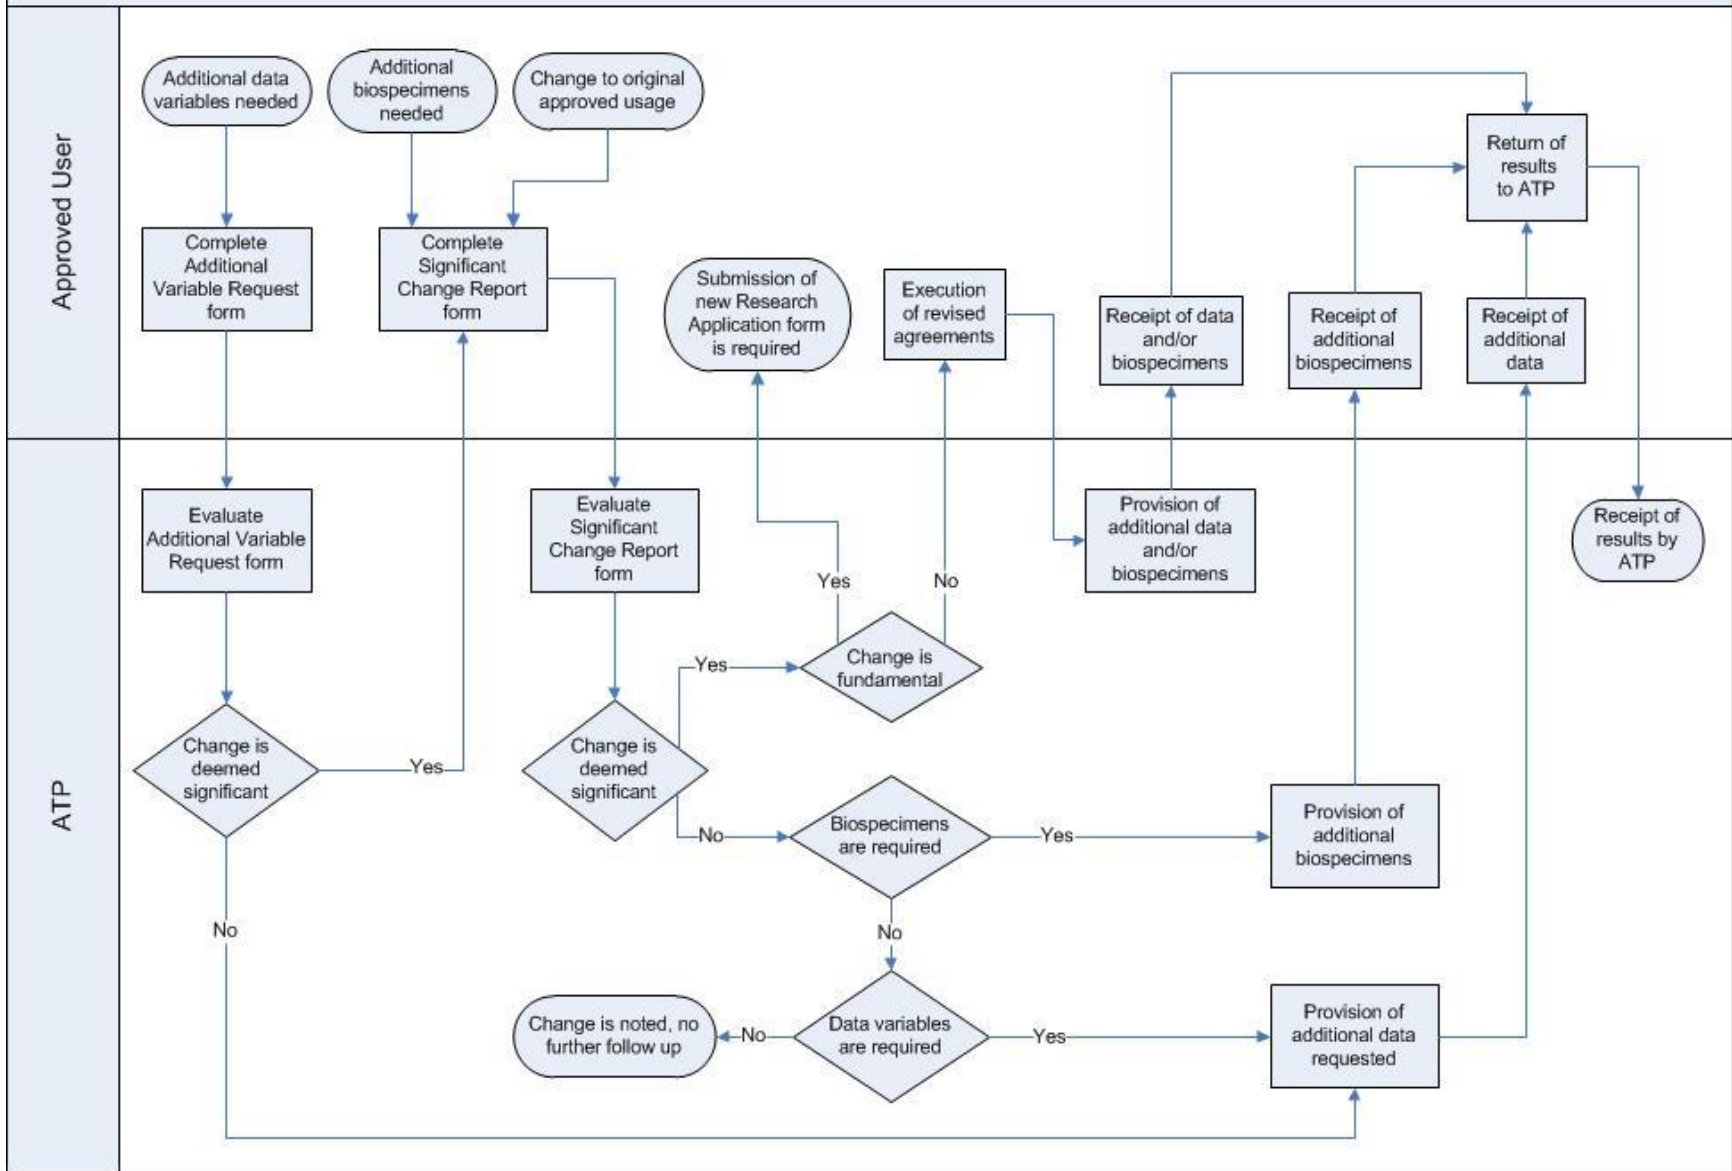 Approved User
Additional data
variables needed
Additional
biospecimens
needed
Change to original
approved usage
Complete
Additional
Variable Request
form
Complete
Significant
Change Report
form
Submission of
new Research
Application form
is required
Execution
of revised
agreements
Receipt of data
and/or
biospecimens
Receipt of
additional
biospecimens
Return of
results
to ATP
Receipt of
additional
data
ATP
Evaluate
Additional Variable
Request form
Evaluate
Significant
Change Report
form
Provision of
additional data
and/or
biospecimens
Receipt of
results by
ATP
Yes
No
Change is
fundamental
Yes
Change is
deemed
significant
Yes
Change is
deemed
significant
No
Biospecimens
are required
Yes
Provision of
additional
biospecimens
No
No
Change is noted, no
further follow up
No
Data variables
are required
Yes
Provision of
additional data
requested